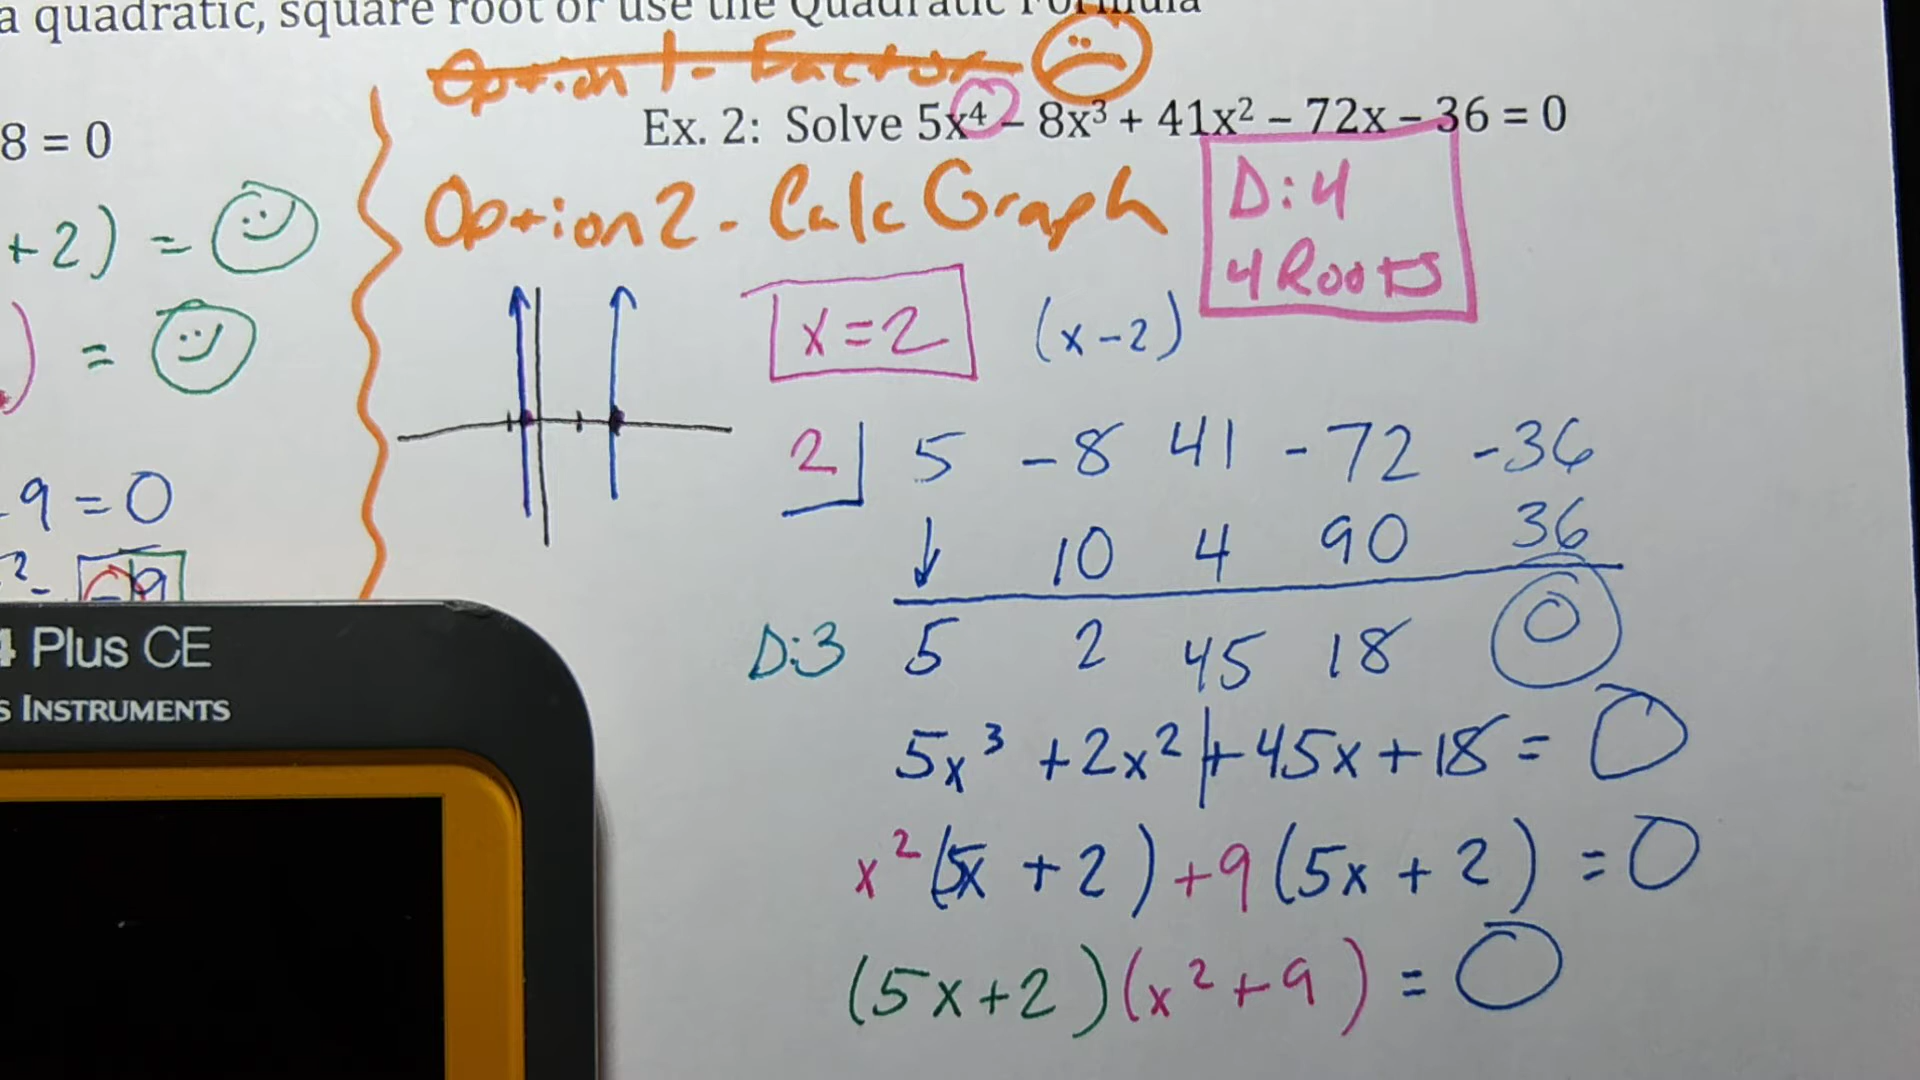 a quadratic, square root or use the Quadratic Formula
Option 1 - Factor
8 = 0
Ex. 2: Solve 5x⁴ – 8x³ + 41x² – 72x – 36 = 0
Option 2 - Calc Graph
D: 4
4 Roots
+ 2) =
) =
x = 2
(x - 2)
2 5 -8 41 -72 -36
10 4 90 36
D: 3 5 2 45 18 0
9 = 0
2 - -9
5x³ + 2x² + 45x + 18 = 0
x² (5x + 2) + 9 (5x + 2) = 0
(5x + 2)(x² + 9) = 0
4 Plus CE
S INSTRUMENTS